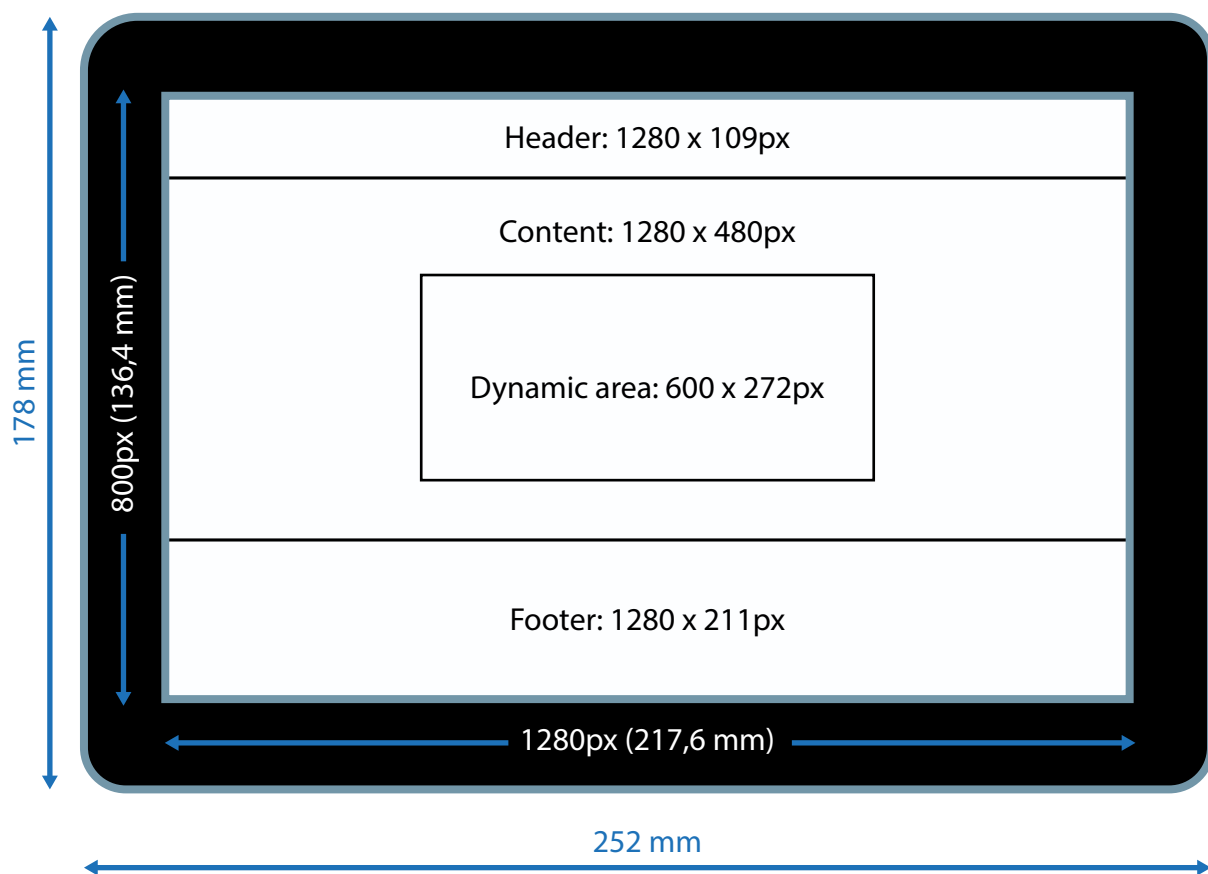 Header: 1280 x 109px
Content: 1280 x 480px
Dynamic area: 600 x 272px
Footer: 1280 x 211px
800px (136,4 mm)
1280px (217,6 mm)
178 mm
252 mm